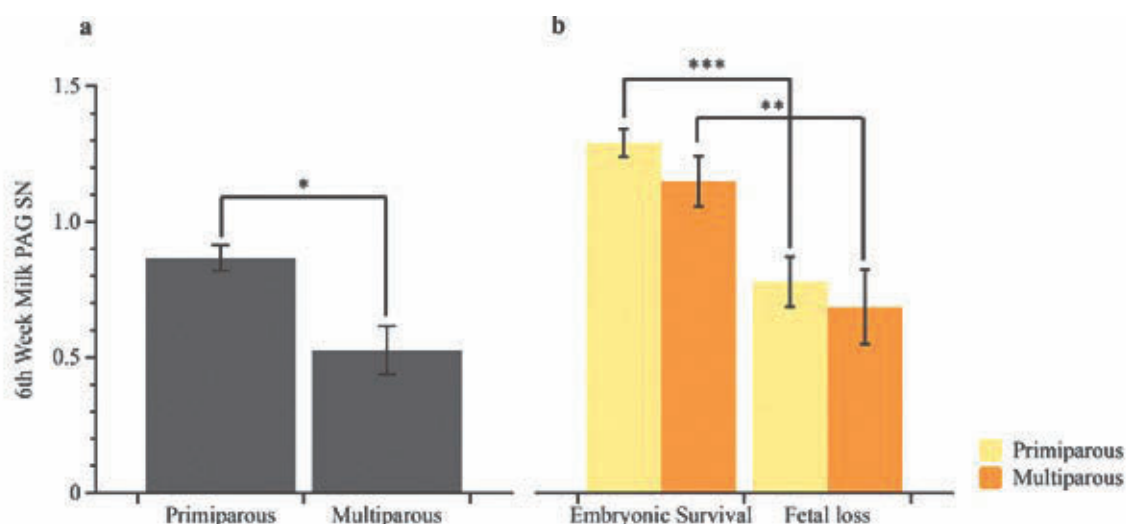 a
b
1.5
1.0
0.5
0
6th Week Milk PAG SN
*
***
**
Primiparous
Multiparous
Embryonic Survival
Fetal loss
Primiparous
Multiparous